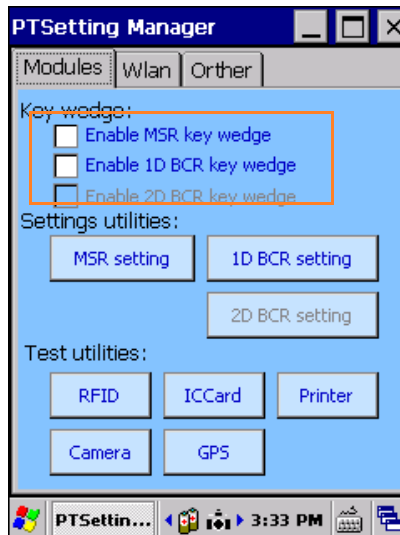 PTSetting Manager
Modules Wlan Orther
Key wedge:
Enable MSR key wedge
Enable 1D BCR key wedge
Enable 2D BCR key wedge
Settings utilities:
MSR setting 1D BCR setting
2D BCR setting
Test utilities:
RFID ICCard Printer
Camera GPS
PTSettin... 3:33 PM